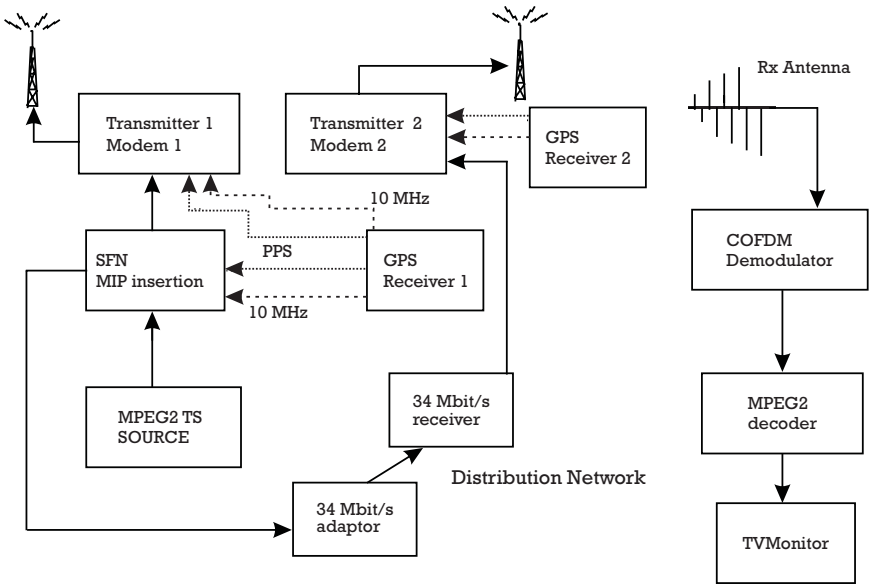 Rx Antenna
Transmitter 1
Modem 1
Transmitter 2
Modem 2
GPS
Receiver 2
10 MHz
PPS
SFN
MIP insertion
GPS
Receiver 1
10 MHz
COFDM
Demodulator
MPEG2 TS
SOURCE
34 Mbit/s
receiver
MPEG2
decoder
Distribution Network
34 Mbit/s
adaptor
TVMonitor